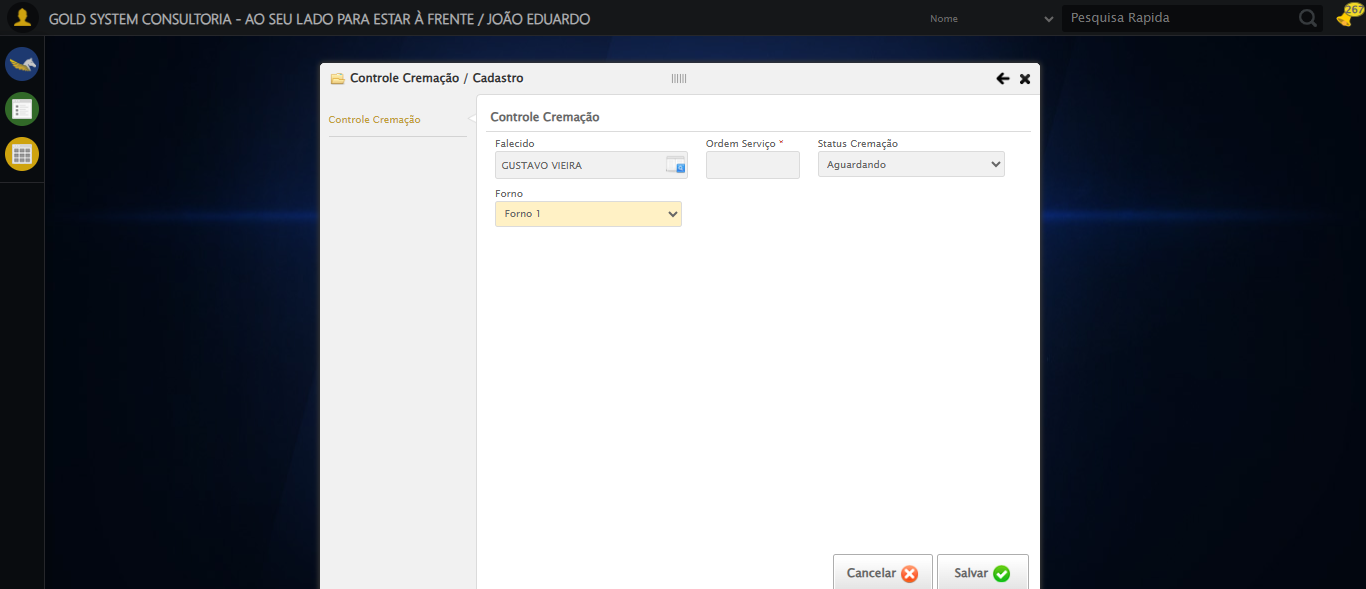 GOLD SYSTEM CONSULTORIA - AO SEU LADO PARA ESTAR À FRENTE / JOÃO EDUARDO
Nome
Pesquisa Rapida
267
Controle Cremação / Cadastro
Controle Cremação
Controle Cremação
Falecido
Ordem Serviço *
Status Cremação
GUSTAVO VIEIRA
Aguardando
Forno
Forno 1
Cancelar
Salvar